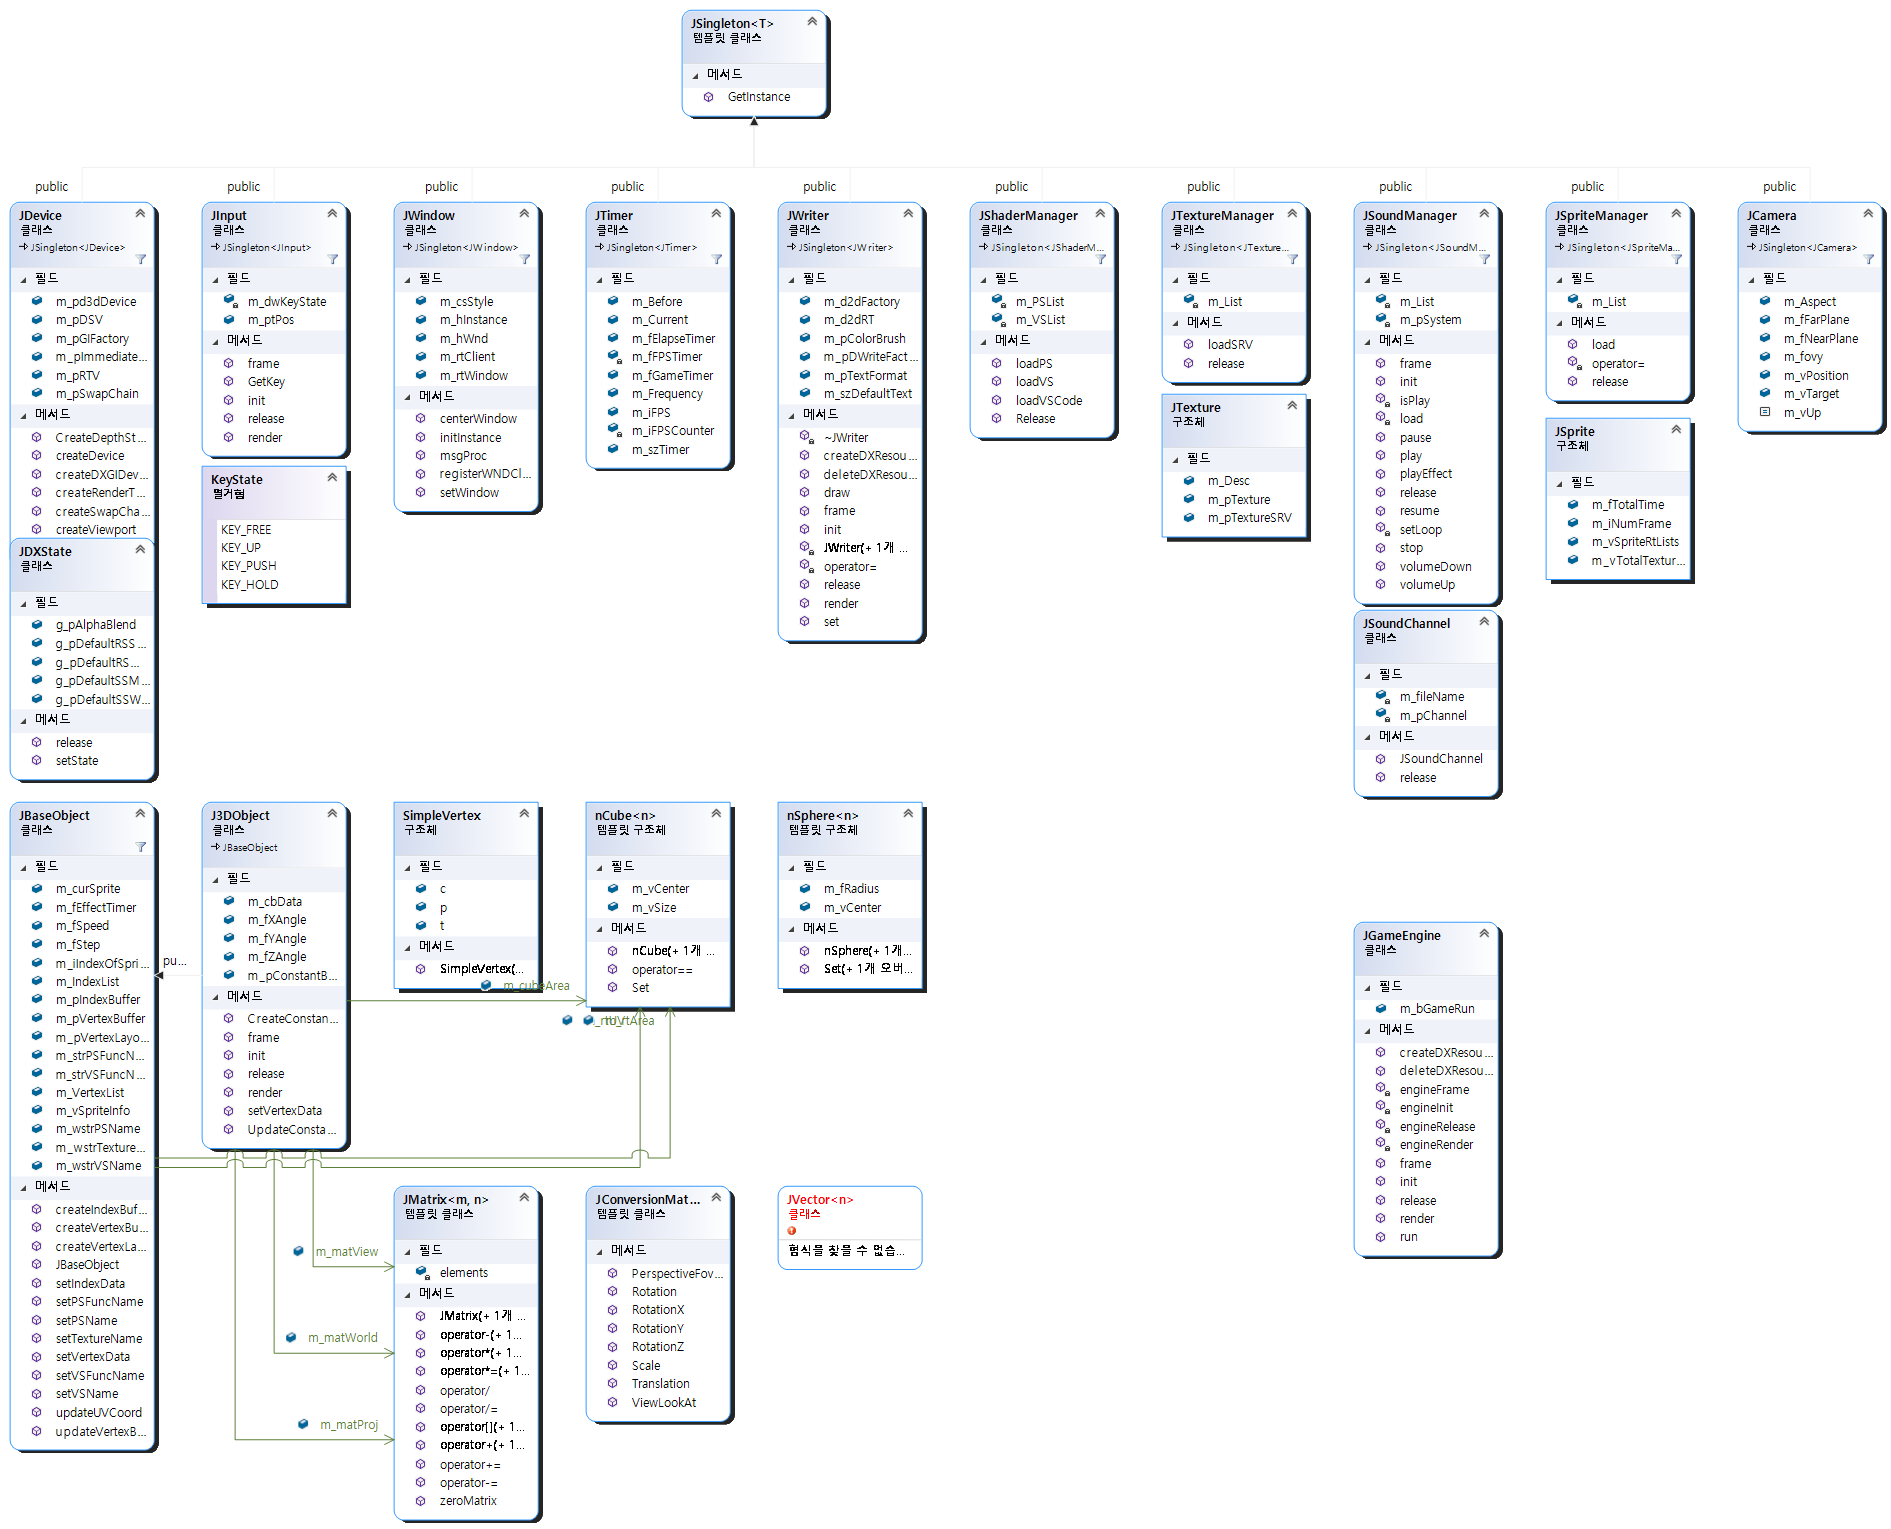 JSingleton<T>
템플릿 클래스
메서드
GetInstance
public
public
public
public
public
public
public
public
public
public
JDevice
클래스
JSingleton<JDevice>
필드
m_pd3dDevice
m_pDSV
m_pGIFactory
m_pImmediate...
m_pRTV
m_pSwapChain
메서드
CreateDepthSt...
createDevice
createDXGIDev...
createRenderT...
createSwapCha...
createViewport
JDXState
클래스
필드
g_pAlphaBlend
g_pDefaultRSS...
g_pDefaultRS...
g_pDefaultSSM...
g_pDefaultSSW...
메서드
release
setState
JInput
클래스
JSingleton<JInput>
필드
m_dwKeyState
m_ptPos
메서드
frame
GetKey
init
release
render
KeyState
열거형
KEY_FREE
KEY_UP
KEY_PUSH
KEY_HOLD
JWindow
클래스
JSingleton<JWindow>
필드
m_csStyle
m_hInstance
m_hWnd
m_rtClient
m_rtWindow
메서드
centerWindow
initInstance
msgProc
registerWNDCl...
setWindow
JTimer
클래스
JSingleton<JTimer>
필드
m_Before
m_Current
m_fElapseTimer
m_fFPSTimer
m_fGameTimer
m_Frequency
m_iFPS
m_iFPSCounter
m_szTimer
JWriter
클래스
JSingleton<JWriter>
필드
m_d2dFactory
m_d2dRT
m_pColorBrush
m_pDWriteFact...
m_pTextFormat
m_szDefaultText
메서드
~JWriter
createDXResou...
deleteDXResou...
draw
frame
init
JWriter(+ 1개 ...
operator=
release
render
set
JShaderManager
클래스
JSingleton<JShaderM...
필드
m_PSList
m_VSList
메서드
loadPS
loadVS
loadVSCode
Release
JTextureManager
클래스
JSingleton<JTexture...
필드
m_List
메서드
loadSRV
release
JTexture
구조체
필드
m_Desc
m_pTexture
m_pTextureSRV
JSoundManager
클래스
JSingleton<JSoundM...
필드
m_List
m_pSystem
메서드
frame
init
isPlay
load
pause
play
playEffect
release
resume
setLoop
stop
volumeDown
volumeUp
JSoundChannel
클래스
필드
m_fileName
m_pChannel
메서드
JSoundChannel
release
JSpriteManager
클래스
JSingleton<JSpriteMa...
필드
m_List
메서드
load
operator=
release
JSprite
구조체
필드
m_fTotalTime
m_iNumFrame
m_vSpriteRtLists
m_vTotalTextur...
JCamera
클래스
JSingleton<JCamera>
필드
m_Aspect
m_fFarPlane
m_fNearPlane
m_fovy
m_vPosition
m_vTarget
m_vUp
JBaseObject
클래스
필드
m_curSprite
m_fEffectTimer
m_fSpeed
m_fStep
m_iIndexOfSpri...
m_IndexList
m_pIndexBuffer
m_pVertexBuffer
m_pVertexLayo...
m_strPSFuncN...
m_strVSFuncN...
m_VertexList
m_vSpriteInfo
m_wstrPSName
m_wstrTexture...
m_wstrVSName
메서드
createIndexBuf...
createVertexBu...
createVertexLa...
JBaseObject
setIndexData
setPSFuncName
setPSName
setTextureName
setVertexData
setVSFuncName
setVSName
updateUVCoord
updateVertexB...
pu...
J3DObject
클래스
JBaseObject
필드
m_cbData
m_fXAngle
m_fYAngle
m_fZAngle
m_pConstantB...
메서드
CreateConstan...
frame
init
release
render
setVertexData
UpdateConsta...
SimpleVertex
구조체
필드
c
p
t
메서드
SimpleVertex(...
m_cubeArea
nCube<n>
템플릿 구조체
필드
m_vCenter
m_vSize
메서드
nCube(+ 1개 ...
operator==
Set
nSphere<n>
템플릿 구조체
필드
m_fRadius
m_vCenter
메서드
nSphere(+ 1개...
Set(+ 1개 오버...
m_matView
m_matWorld
m_matProj
JMatrix<m, n>
템플릿 클래스
필드
elements
메서드
JMatrix(+ 1개 ...
operator-(+ 1...
operator*(+ 1...
operator*=(+ 1...
operator/
operator/=
operator[](+ 1...
operator+(+ 1...
operator+=
operator-=
zeroMatrix
JConversionMat...
템플릿 클래스
메서드
PerspectiveFov...
Rotation
RotationX
RotationY
RotationZ
Scale
Translation
ViewLookAt
JVector<n>
클래스
형식을 찾을 수 없습...
JGameEngine
클래스
필드
m_bGameRun
메서드
createDXResou...
deleteDXResou...
engineFrame
engineInit
engineRelease
engineRender
frame
init
release
render
run